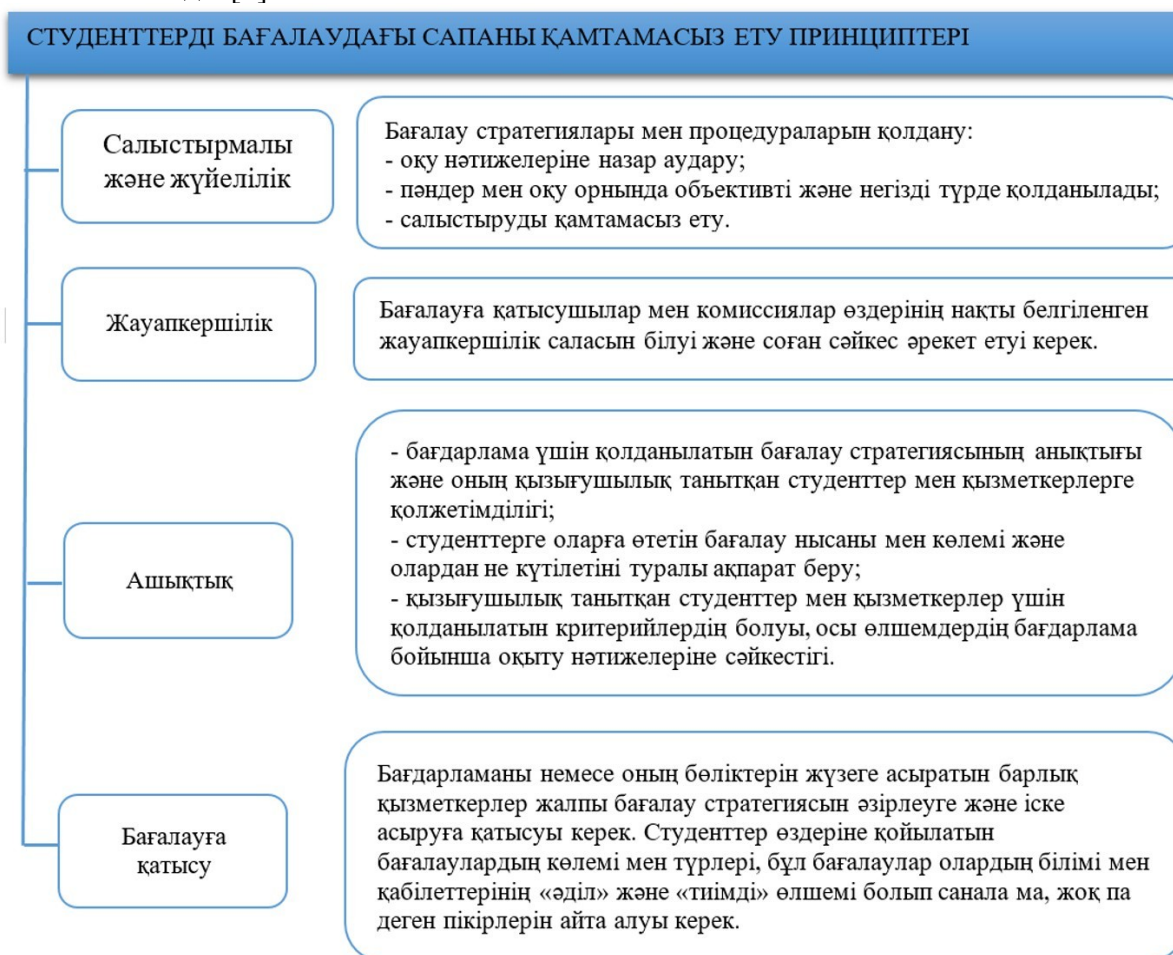 СТУДЕНТТЕРДІ БАҒАЛАУДАҒЫ САПАНЫ ҚАМТАМАСЫЗ ЕТУ ПРИНЦИПТЕРІ
Салыстырмалы
және жүйелілік
Бағалау стратегиялары мен процедураларын қолдану:
- оқу нәтижелеріне назар аудару;
- пәндер мен оқу орнында объективті және негізді түрде қолданылады;
- салыстыруды қамтамасыз ету.
Жауапкершілік
Бағалауға қатысушылар мен комиссиялар өздерінің нақты белгіленген
жауапкершілік саласын білуі және соған сәйкес әрекет етуі керек.
Ашықтық
- бағдарлама үшін қолданылатын бағалау стратегиясының анықтығы
және оның қызығушылық танытқан студенттер мен қызметкерлерге
қолжетімділігі;
- студенттерге оларға өтетін бағалау нысаны мен көлемі және
олардан не күтілетіні туралы ақпарат беру;
- қызығушылық танытқан студенттер мен қызметкерлер үшін
қолданылатын критерийлердің болуы, осы өлшемдердің бағдарлама
бойынша оқыту нәтижелеріне сәйкестігі.
Бағалауға
қатысу
Бағдарламаны немесе оның бөліктерін жүзеге асыратын барлық
қызметкерлер жалпы бағалау стратегиясын әзірлеуге және іске
асыруға қатысуы керек. Студенттер өздеріне қойылатын
бағалаулардың көлемі мен түрлері, бұл бағалаулар олардың білімі мен
қабілеттерінің «әділ» және «тиімді» өлшемі болып санала ма, жоқ па
деген пікірлерін айта алуы керек.